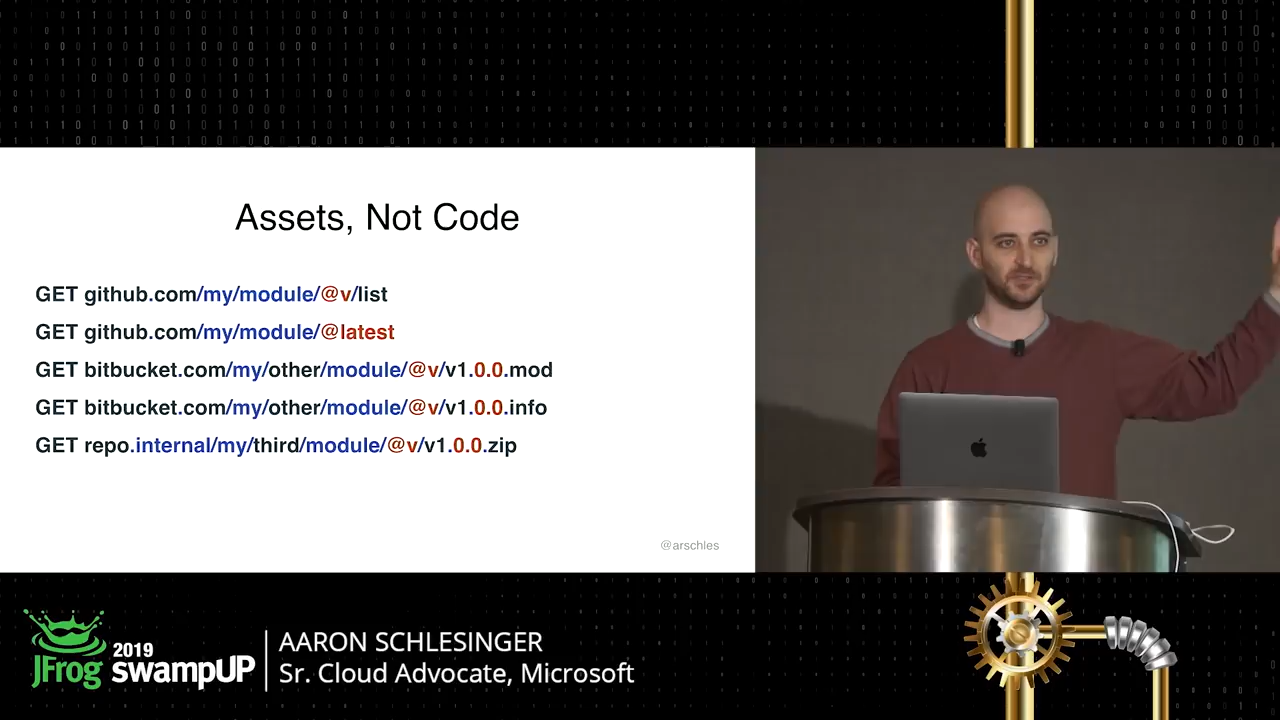 Assets, Not Code
GET github.com/my/module/@v/list
GET github.com/my/module/@latest
GET bitbucket.com/my/other/module/@v/v1.0.0.mod
GET bitbucket.com/my/other/module/@v/v1.0.0.info
GET repo.internal/my/third/module/@v/v1.0.0.zip
@arschles
JFrog 2019 swampUP
AARON SCHLESINGER
Sr. Cloud Advocate, Microsoft